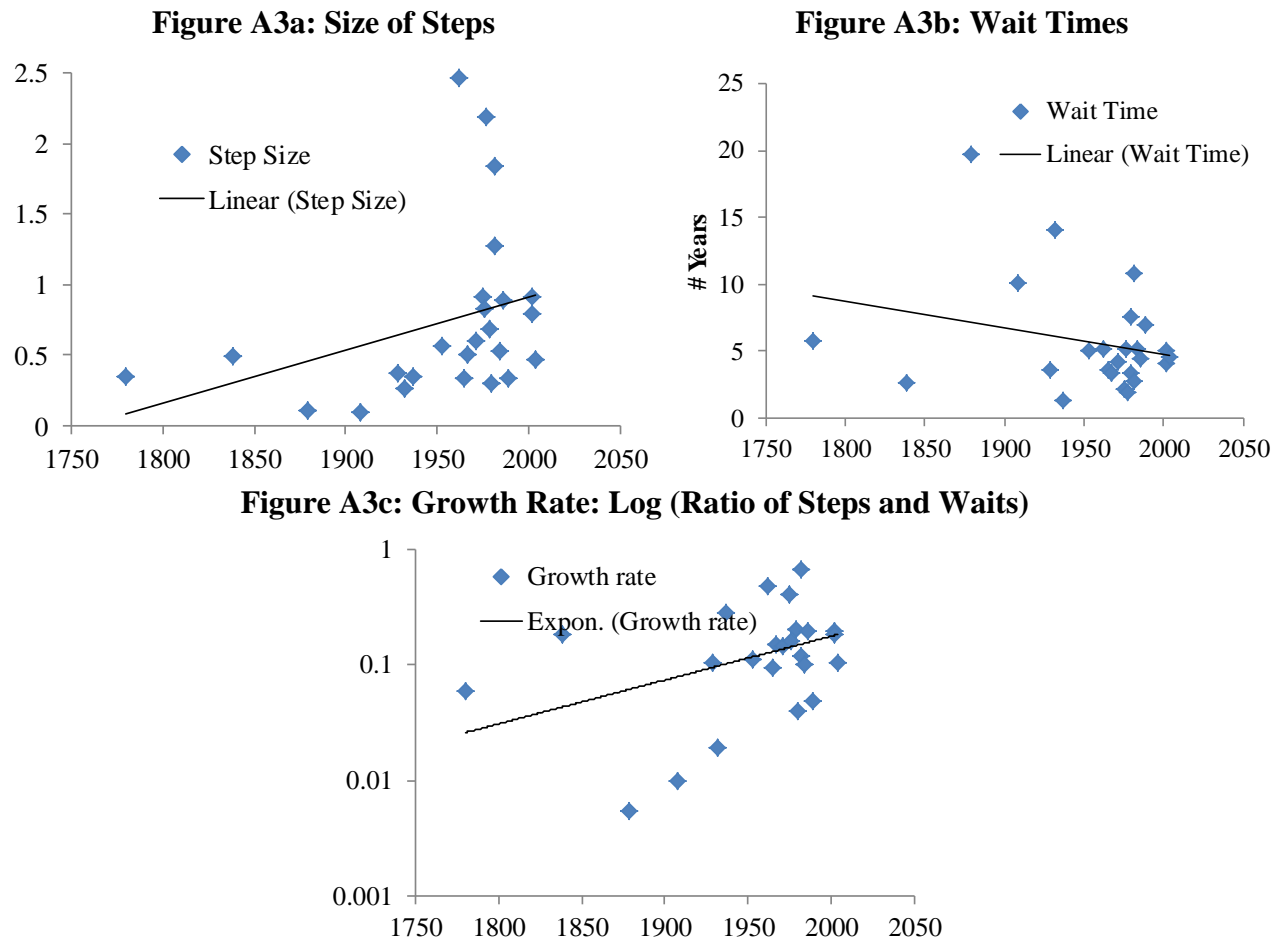 Figure A3a: Size of Steps
2.5
2
1.5
1
0.5
0
Step Size
Linear (Step Size)
1750 1800 1850 1900 1950 2000 2050
Figure A3b: Wait Times
25
20
15
10
5
0
# Years
Wait Time
Linear (Wait Time)
1750 1800 1850 1900 1950 2000 2050
Figure A3c: Growth Rate: Log (Ratio of Steps and Waits)
1
0.1
0.01
0.001
Growth rate
Expon. (Growth rate)
1750 1800 1850 1900 1950 2000 2050